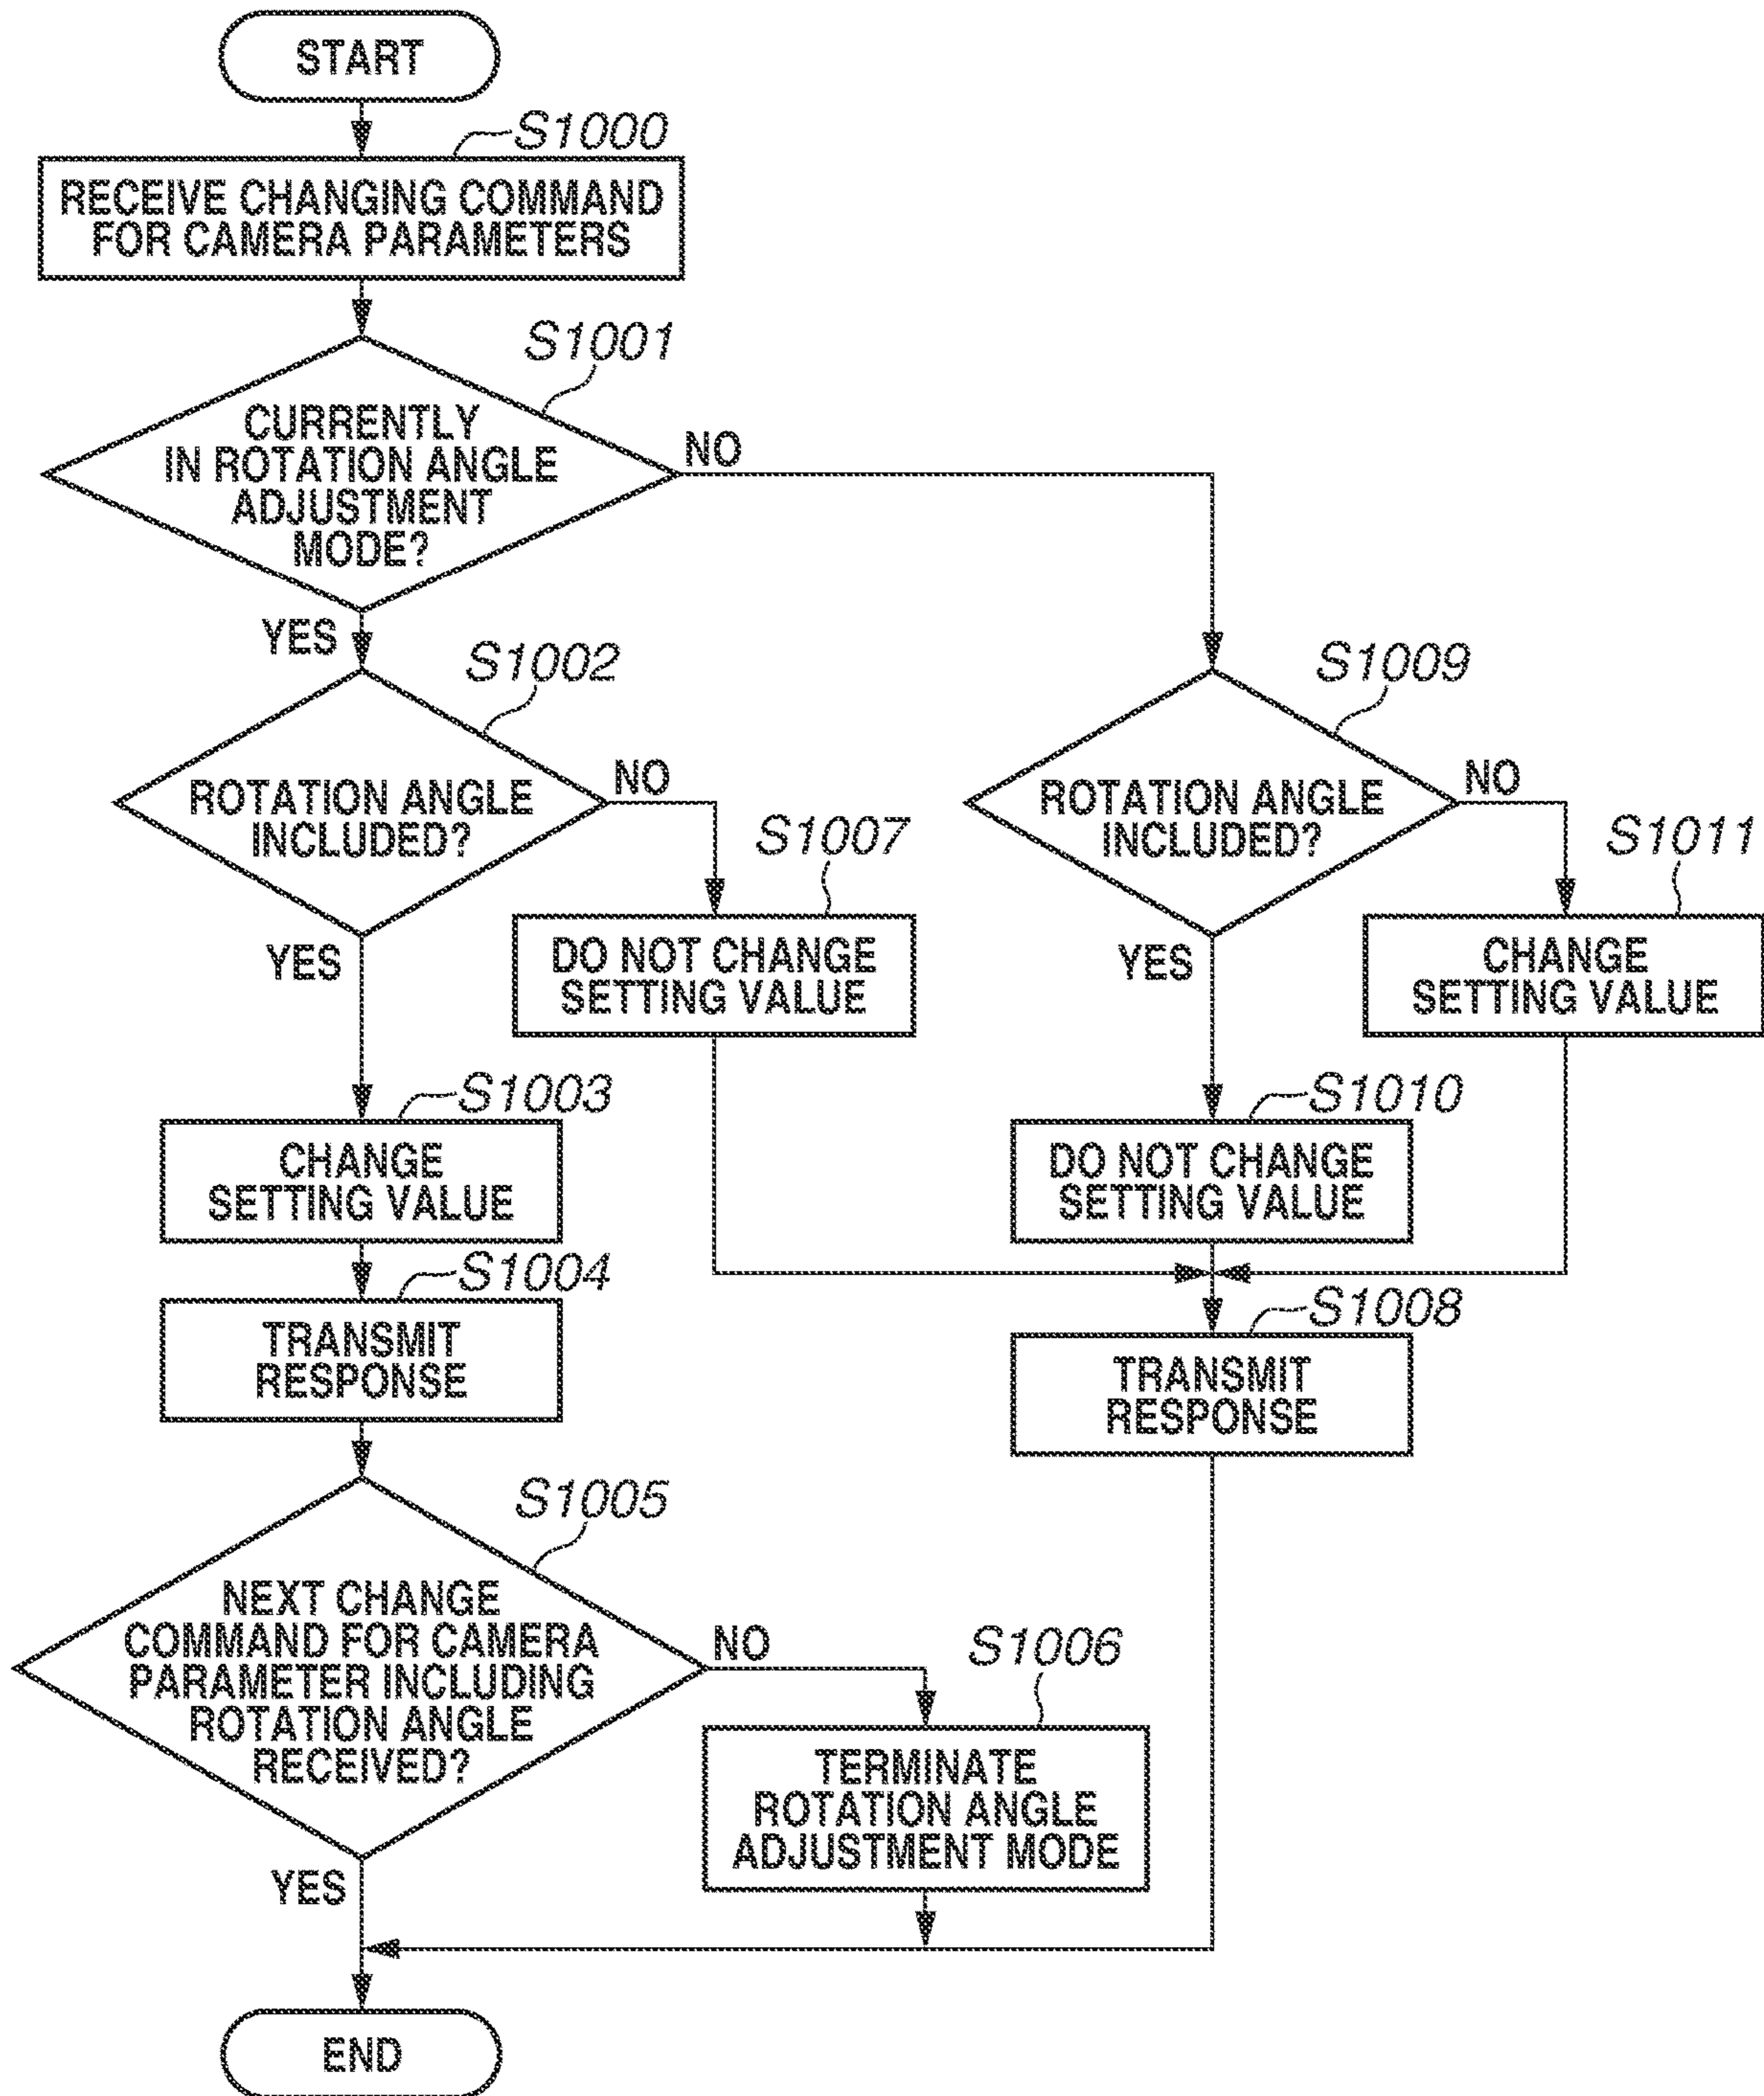 START
S1000
RECEIVE CHANGING COMMAND
FOR CAMERA PARAMETERS
S1001
CURRENTLY
IN ROTATION ANGLE
ADJUSTMENT
MODE?
NO
YES
S1002
ROTATION ANGLE
INCLUDED?
NO
YES
S1007
DO NOT CHANGE
SETTING VALUE
S1009
ROTATION ANGLE
INCLUDED?
NO
YES
S1011
CHANGE
SETTING VALUE
S1003
CHANGE
SETTING VALUE
S1010
DO NOT CHANGE
SETTING VALUE
S1004
TRANSMIT
RESPONSE
S1008
TRANSMIT
RESPONSE
S1005
NEXT CHANGE
COMMAND FOR CAMERA
PARAMETER INCLUDING
ROTATION ANGLE
RECEIVED?
NO
YES
S1006
TERMINATE
ROTATION ANGLE
ADJUSTMENT MODE
END